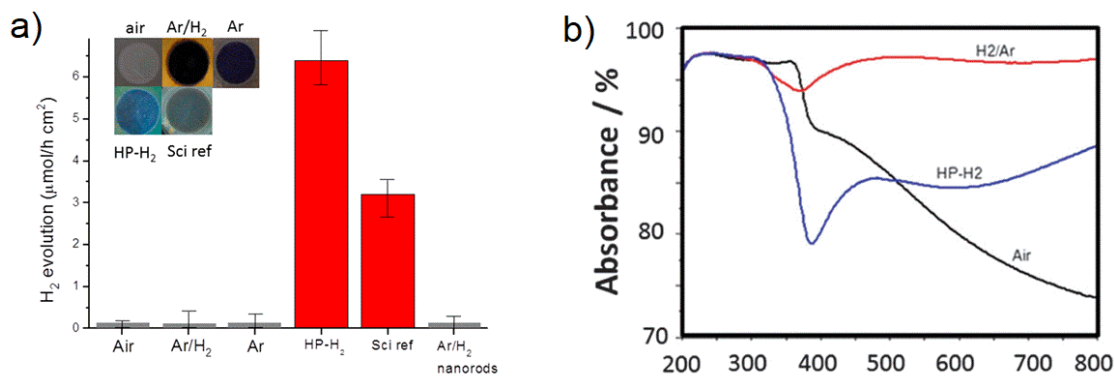 a)
air Ar/H₂ Ar
HP-H₂ Sci ref
H₂ evolution (μmol/h cm²)
6
5
4
3
2
1
0
Air Ar/H₂ Ar HP-H₂ Sci ref Ar/H₂
nanorods
b)
Absorbance / %
100
90
80
70
H2/Ar
HP-H2
Air
200 300 400 500 600 700 800